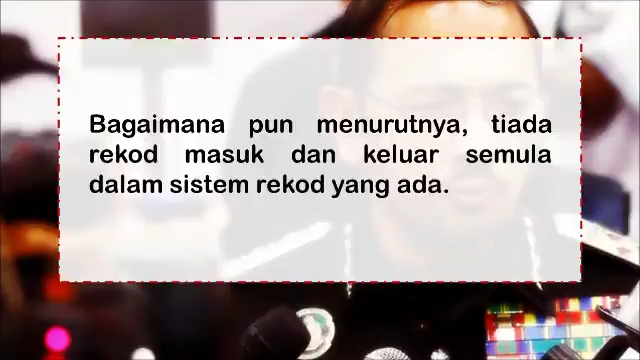 Bagaimana pun menurutnya, tiada
rekod masuk dan keluar semula
dalam sistem rekod yang ada.